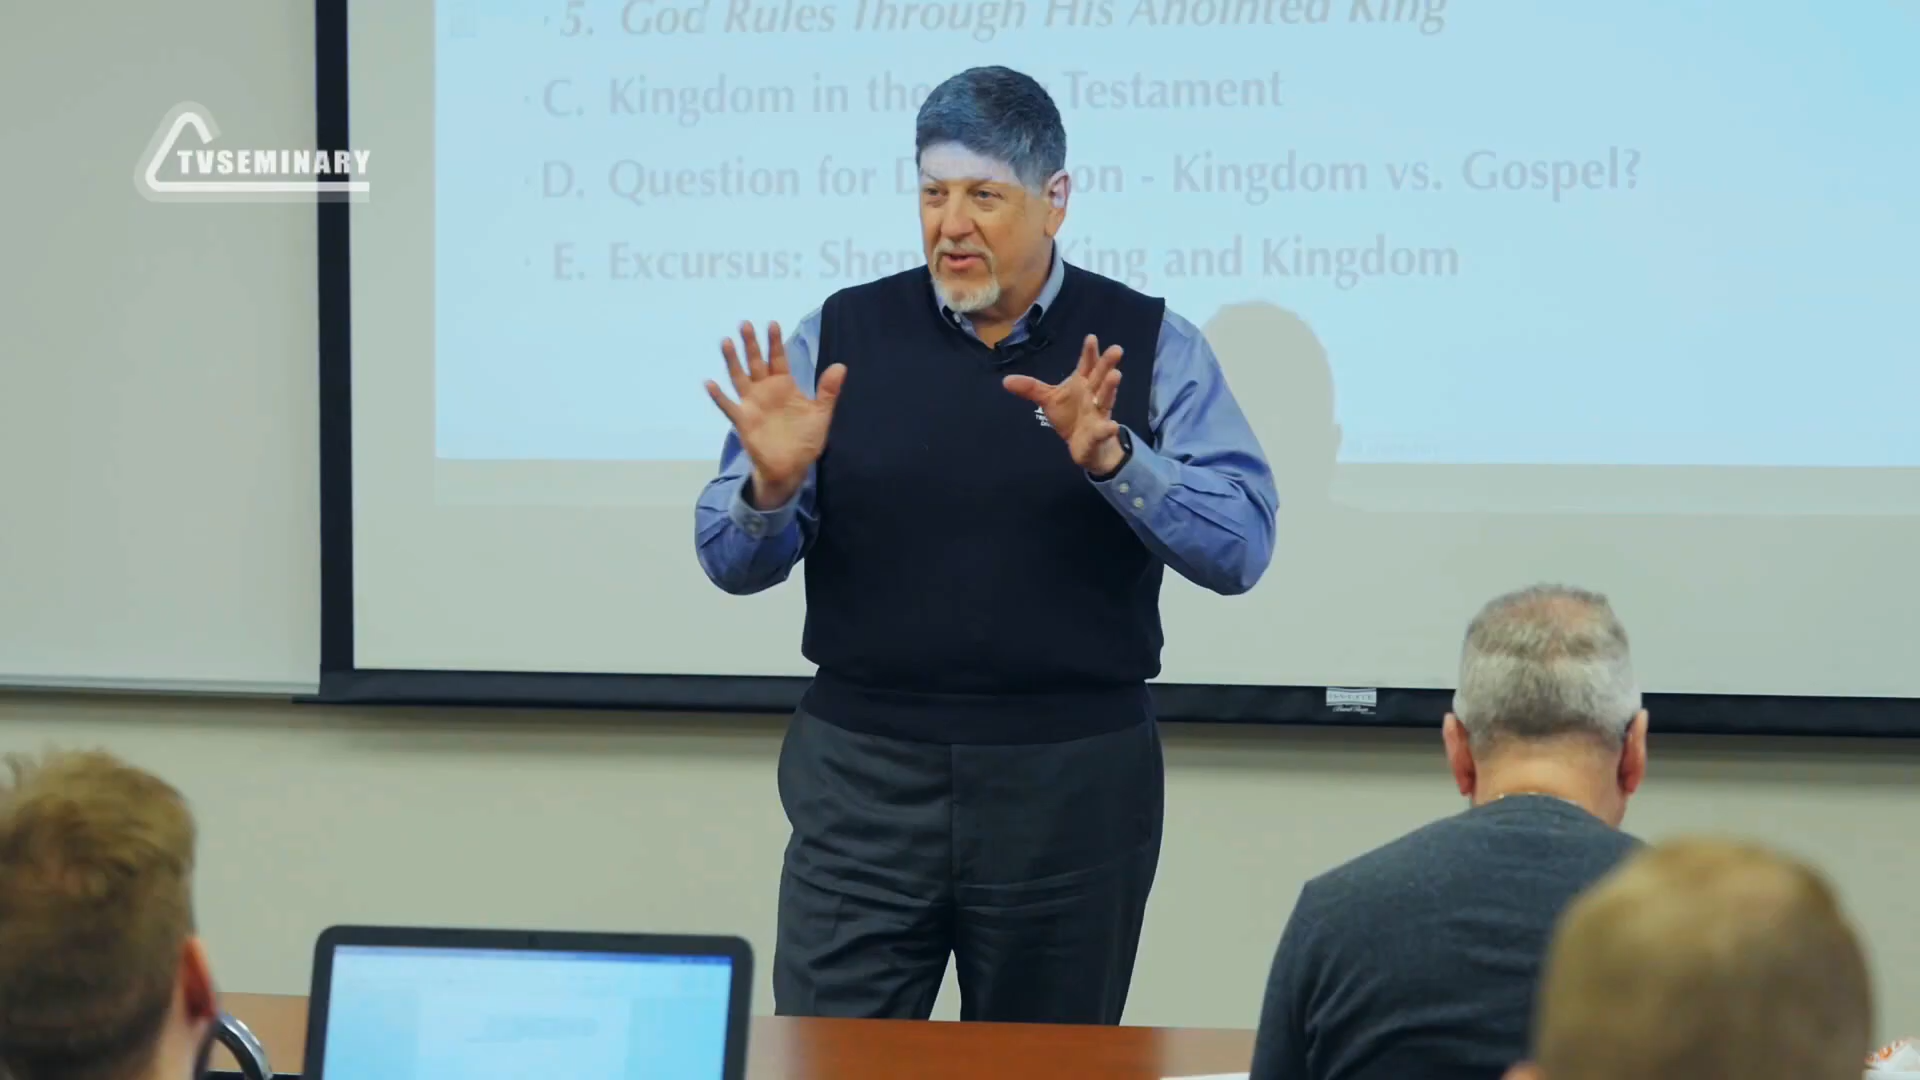 5. God Rules Through His Anointed King
C. Kingdom in the Testament
TVSEMINARY
D. Question for D on - Kingdom vs. Gospel?
E. Excursus: Shep King and Kingdom